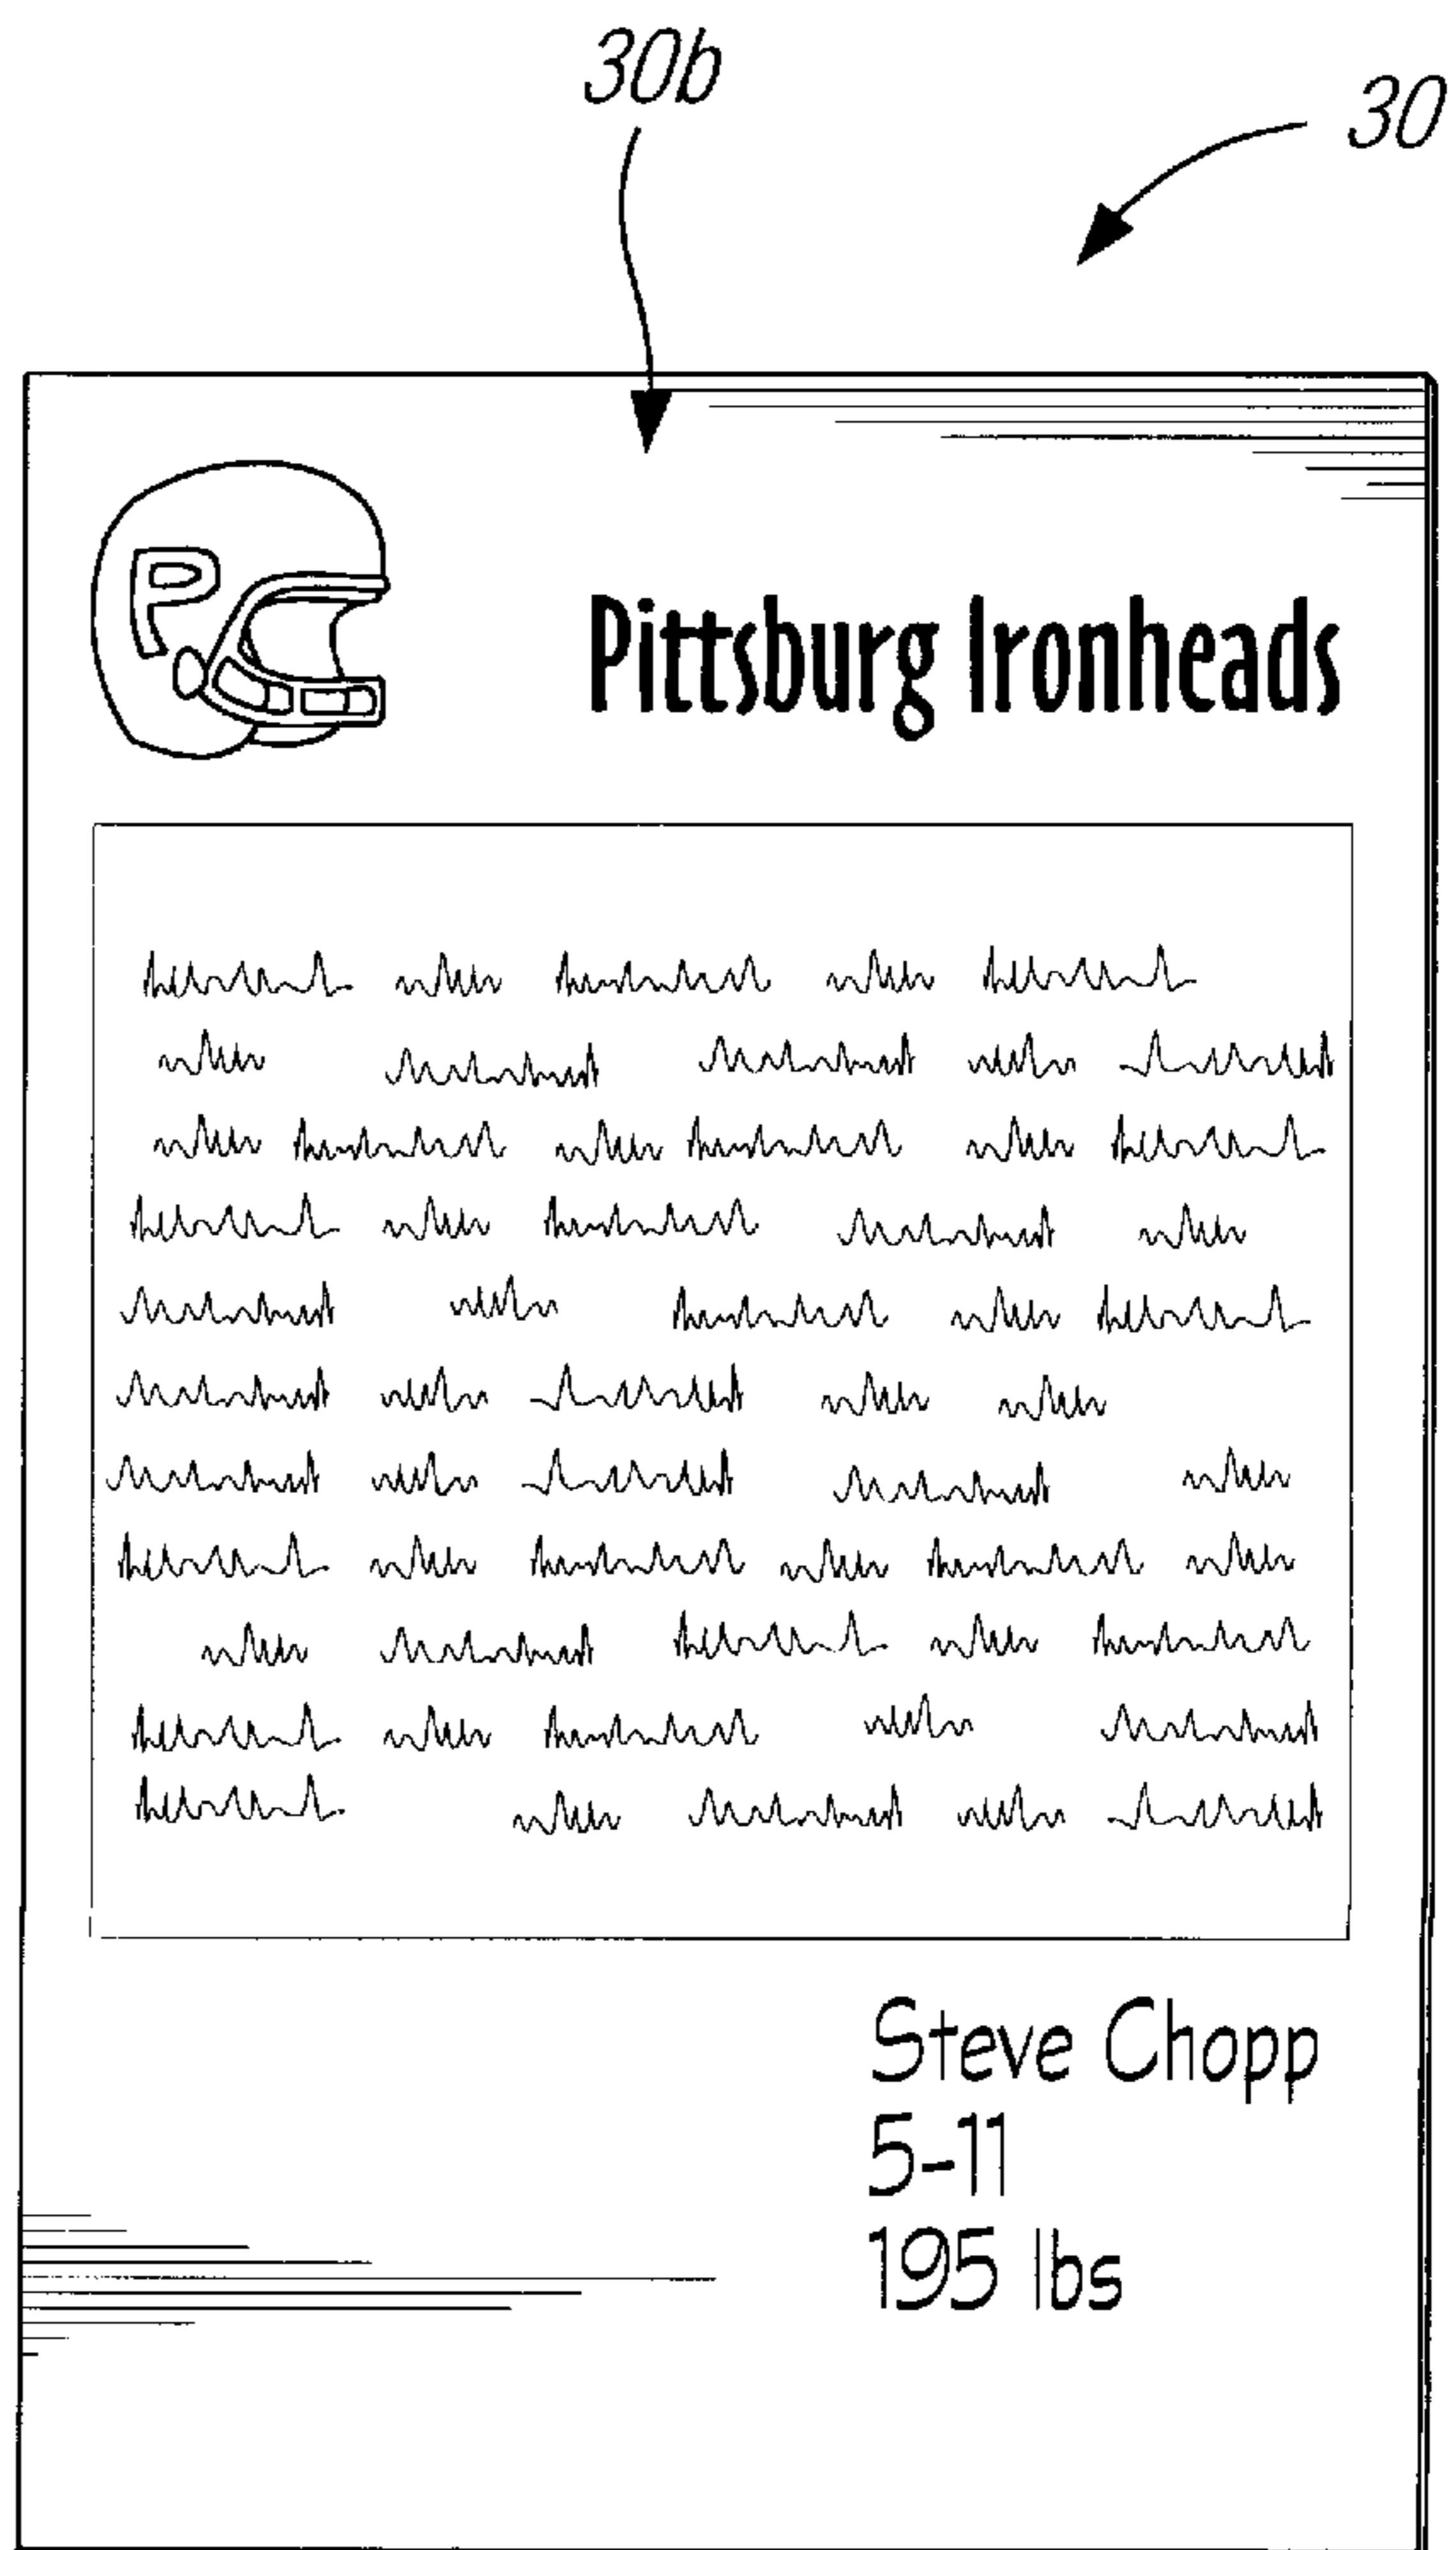 30b
30
P
Pittsburg Ironheads
Steve Chopp
5-11
195 lbs